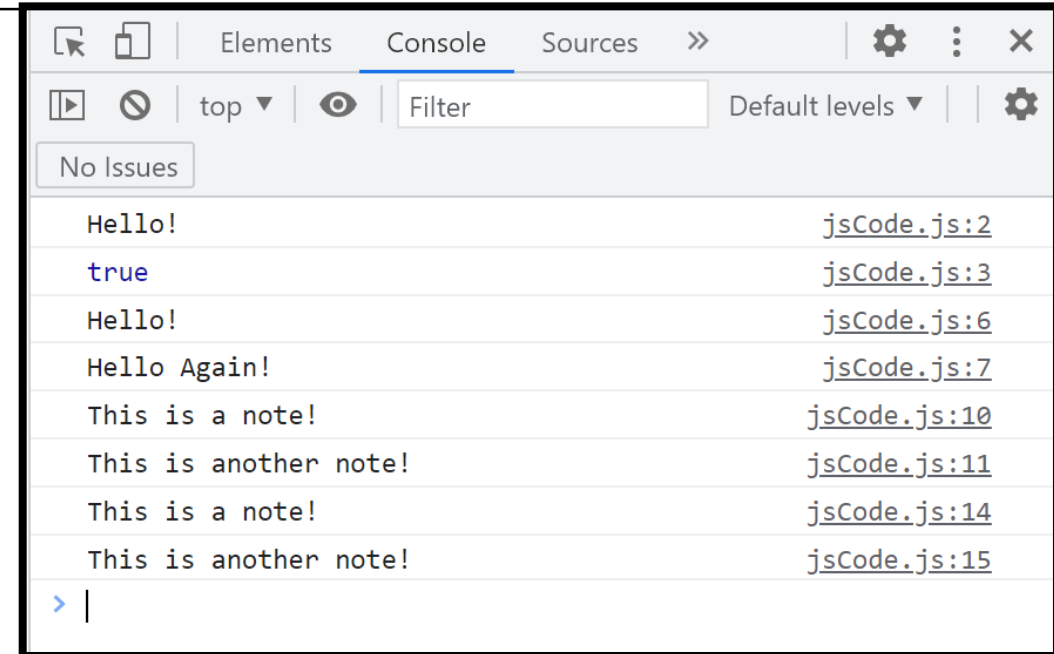 Elements Console Sources »
top ▼ Filter Default levels ▼
No Issues
Hello! jsCode.js:2
true jsCode.js:3
Hello! jsCode.js:6
Hello Again! jsCode.js:7
This is a note! jsCode.js:10
This is another note! jsCode.js:11
This is a note! jsCode.js:14
This is another note! jsCode.js:15
>